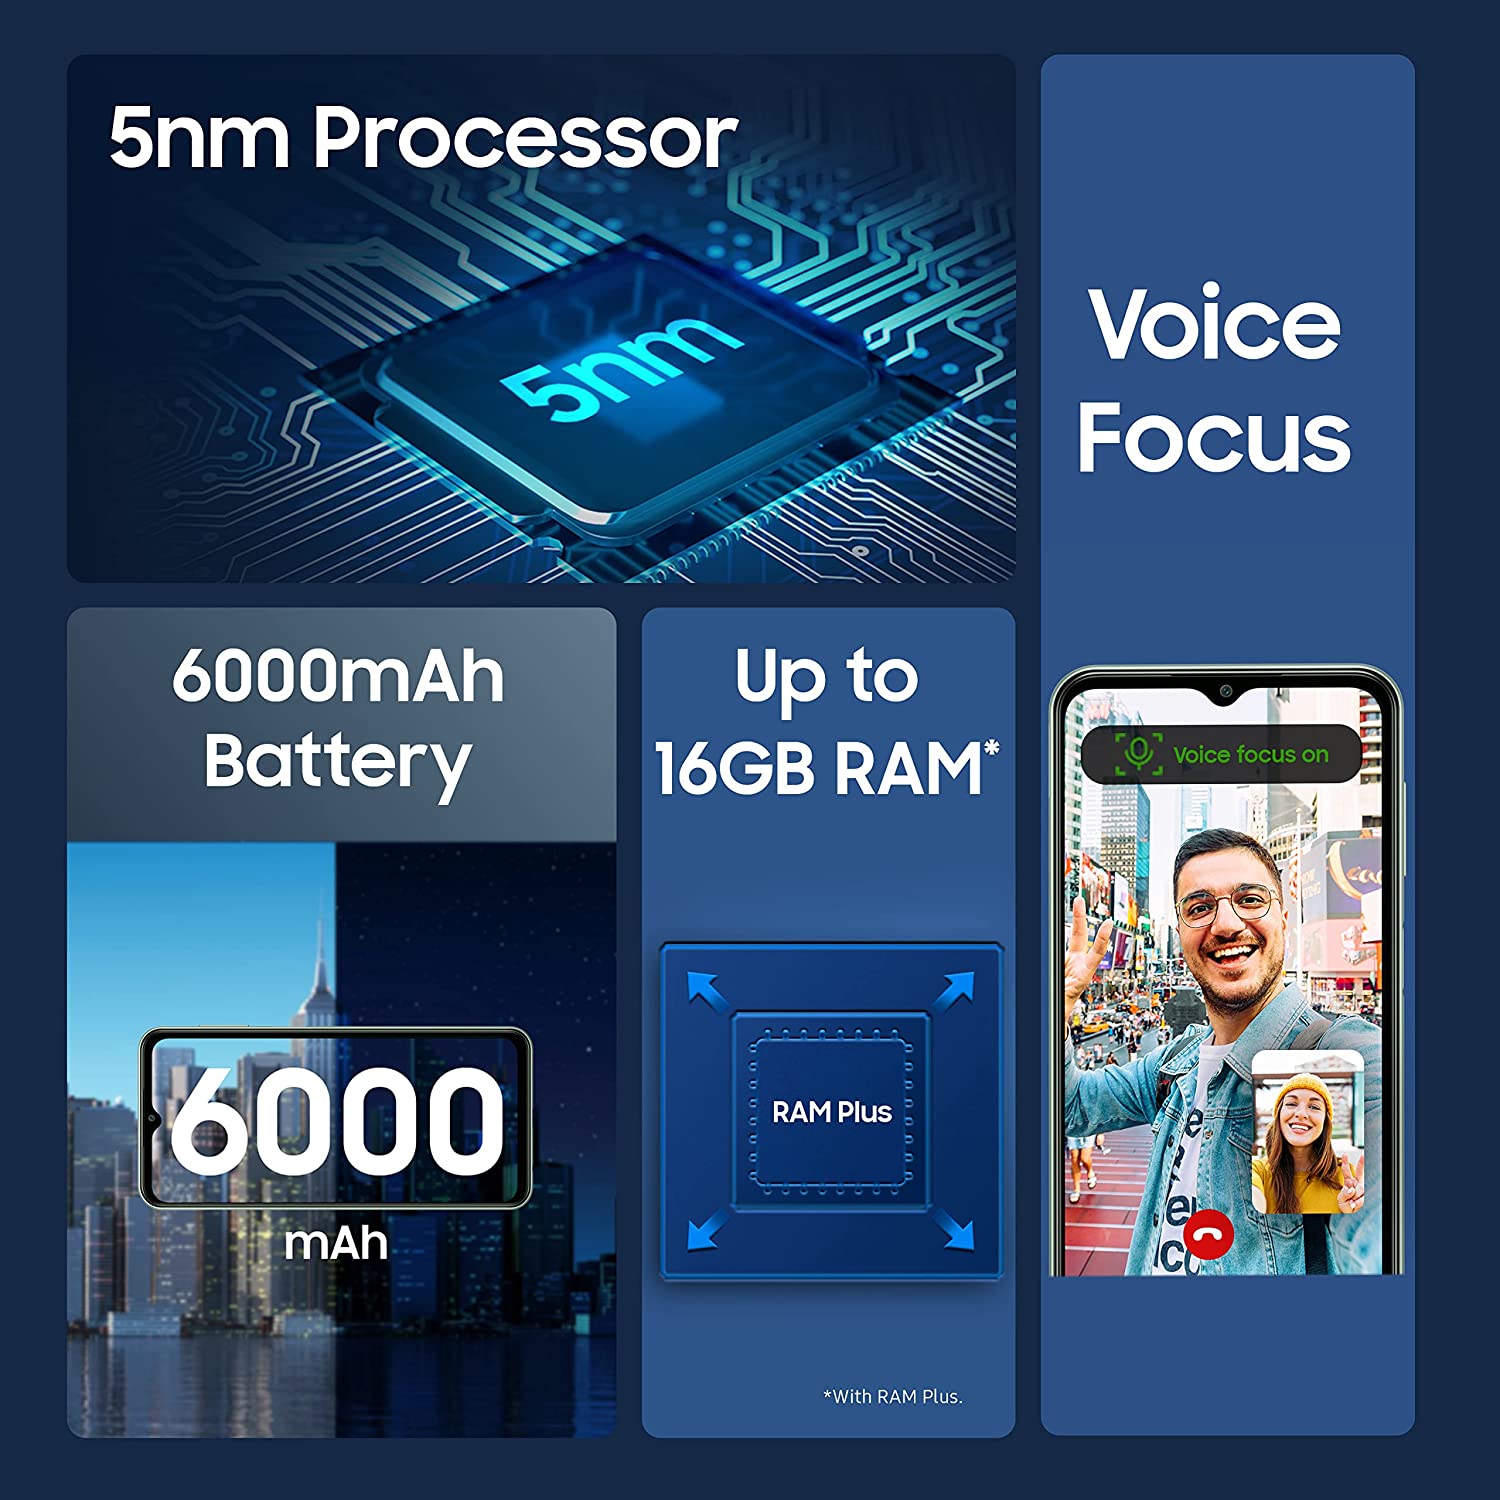 5nm Processor
5nm
Voice
Focus
6000mAh
Battery
6000
mAh
Up to
16GB RAM*
RAM Plus
*With RAM Plus.
Voice focus on